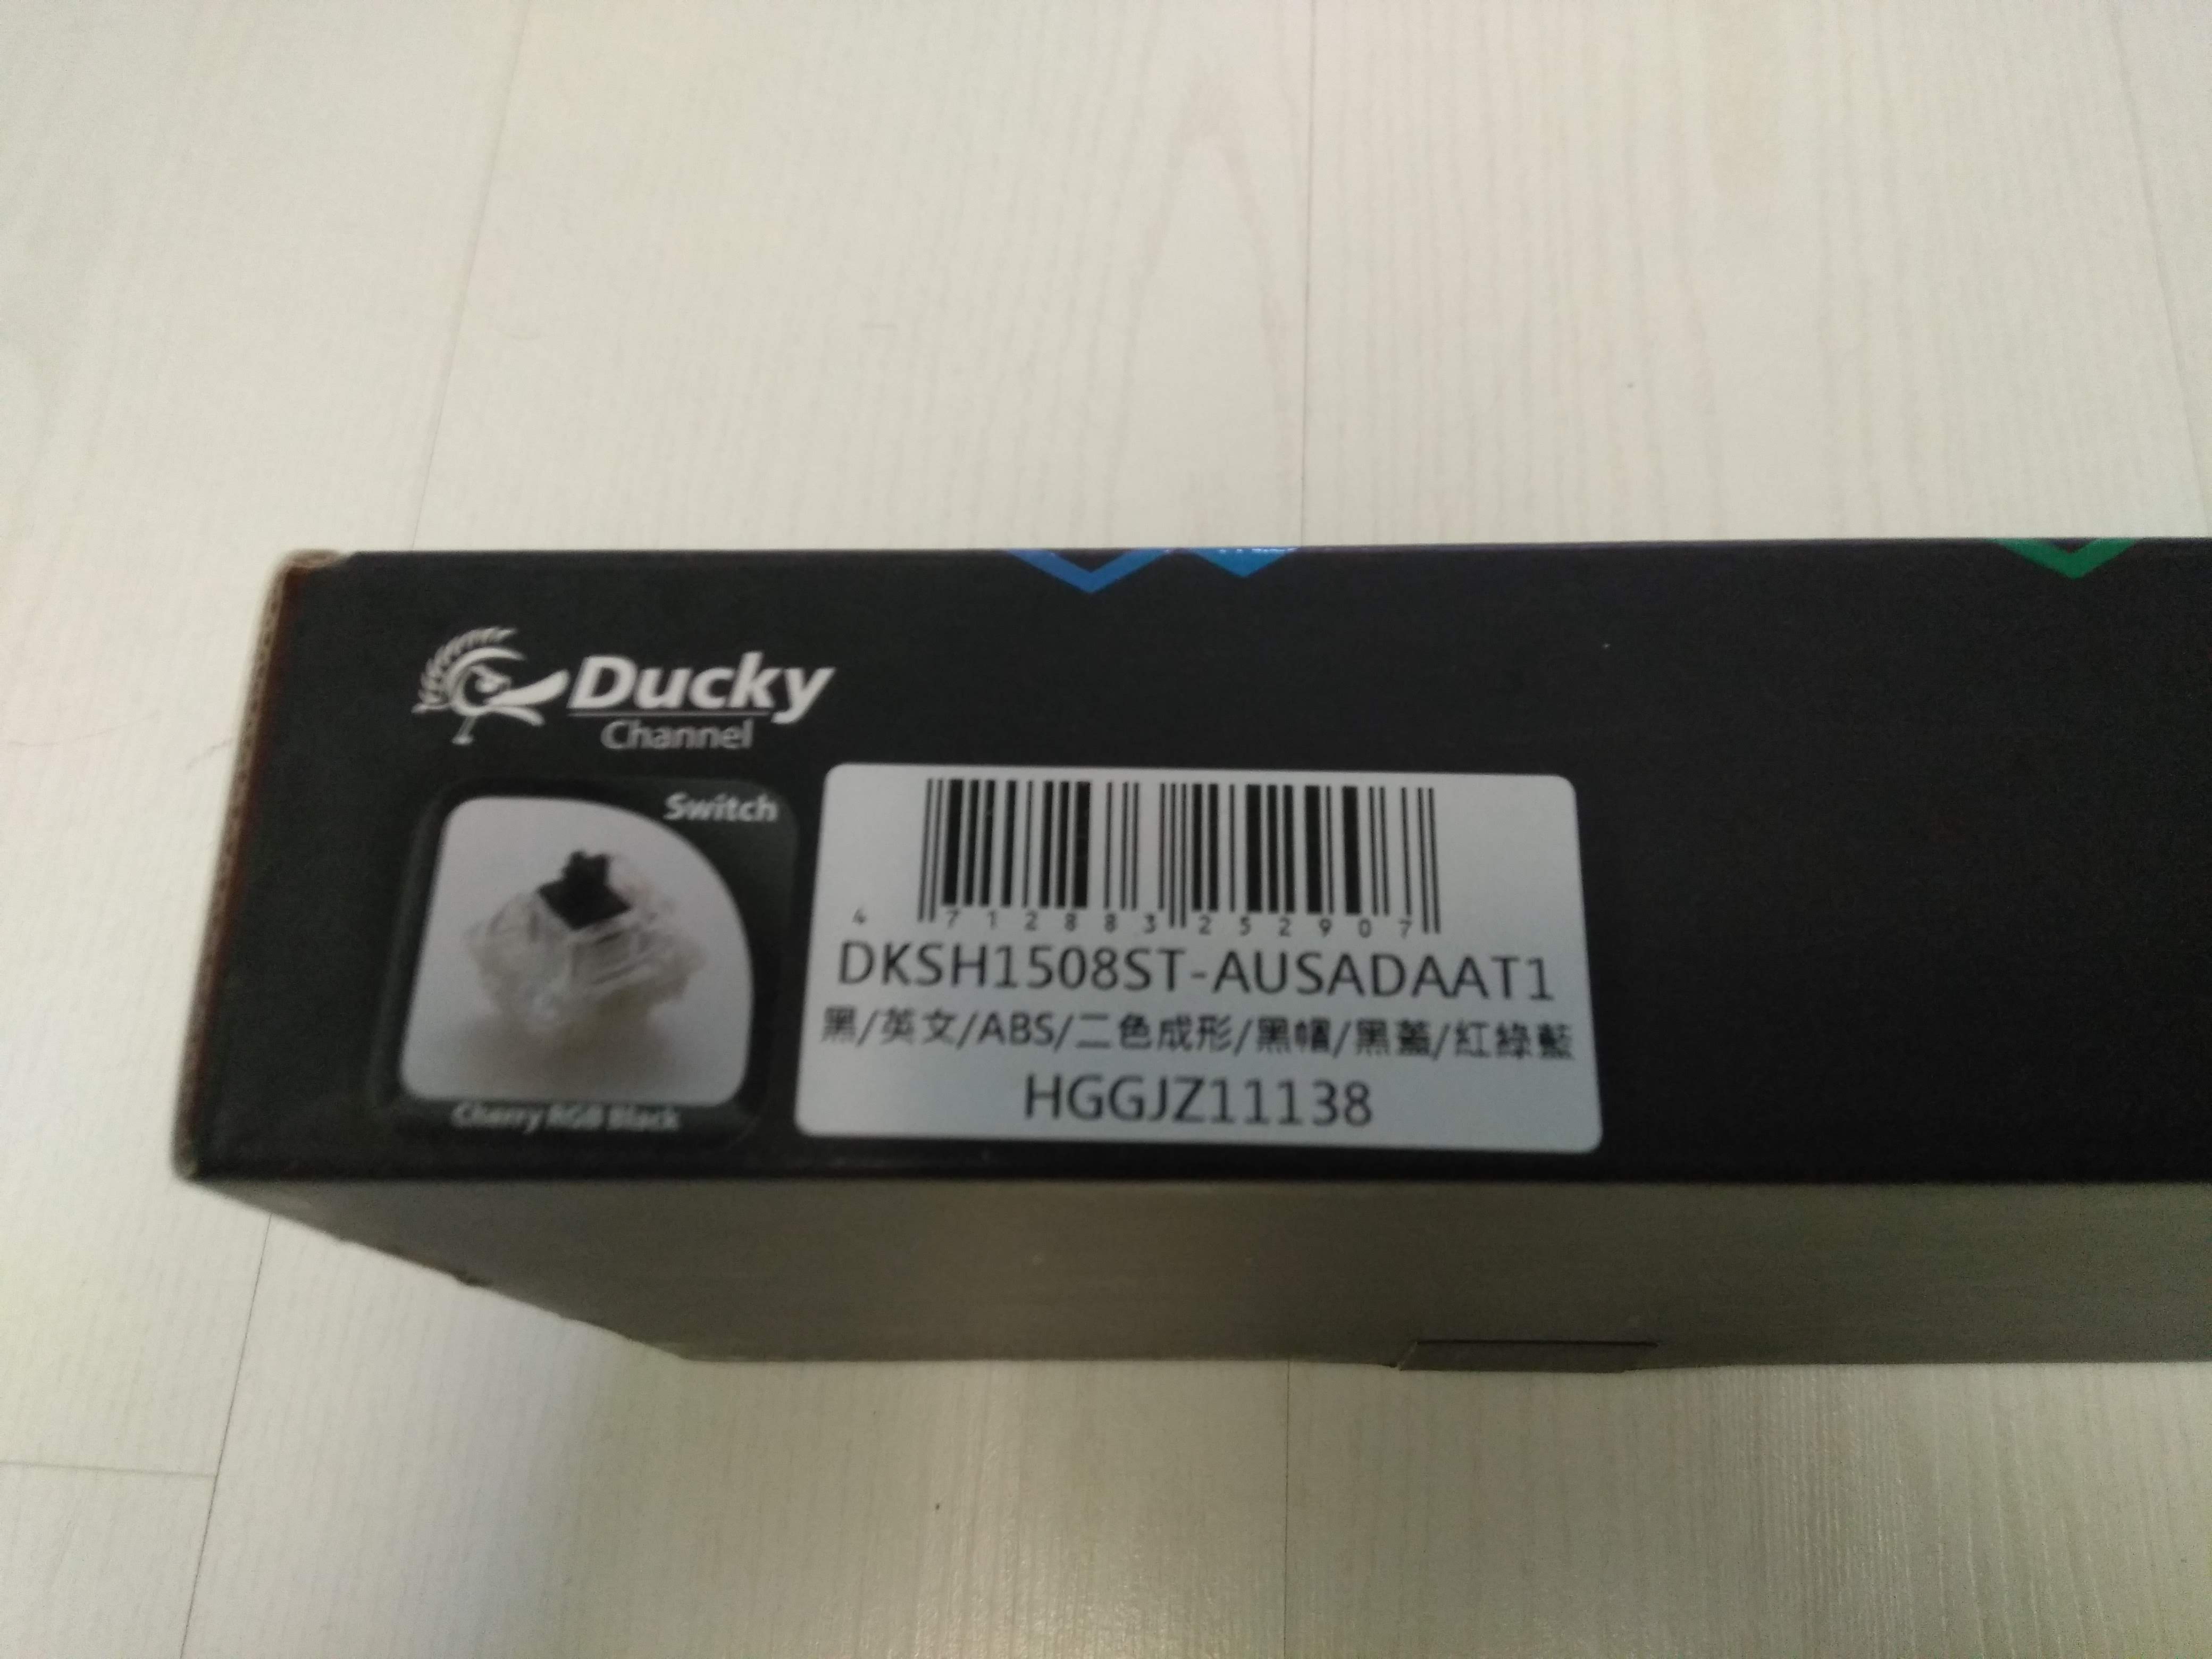 Ducky
Channel
Switch
Cherry RGB Black
4 712883 252907
DKSH1508ST-AUSADAAT1
黑/英文/ABS/二色成形/黑帽/黑蓋/紅綠藍
HGGJZ11138